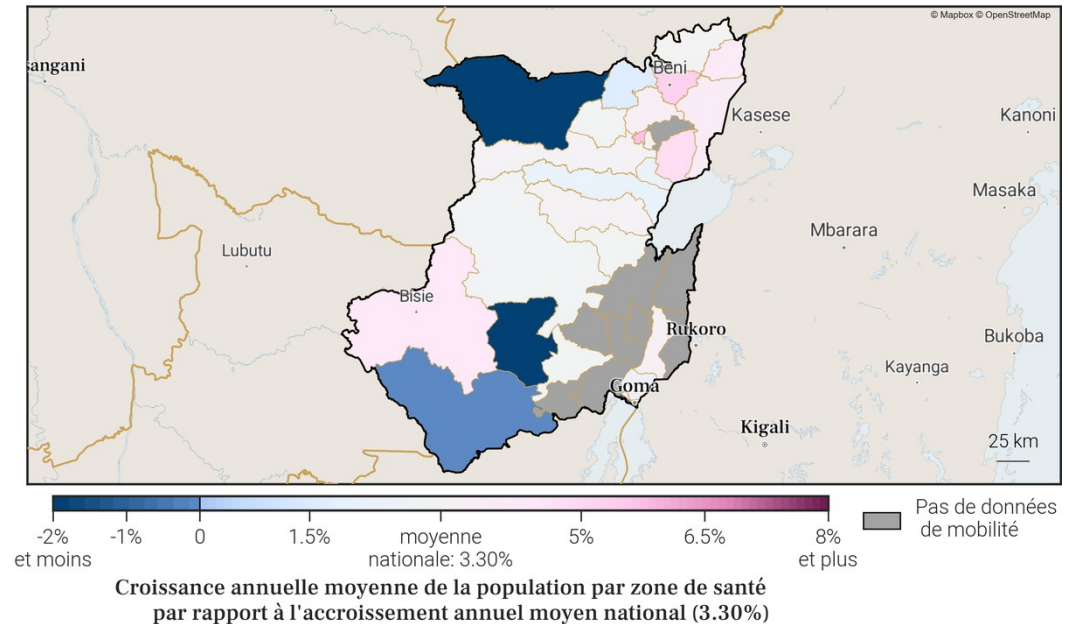 © Mapbox © OpenStreetMap
sangani
Beni
Kasese
Kanoni
Masaka
Mbarara
Lubutu
Bisie
Rukoro
Bukoba
Kayanga
Goma
Kigali
25 km
-2%
et moins
-1%
0
1.5%
moyenne
nationale: 3.30%
5%
6.5%
8%
et plus
Pas de données
de mobilité
Croissance annuelle moyenne de la population par zone de santé
par rapport à l'accroissement annuel moyen national (3.30%)